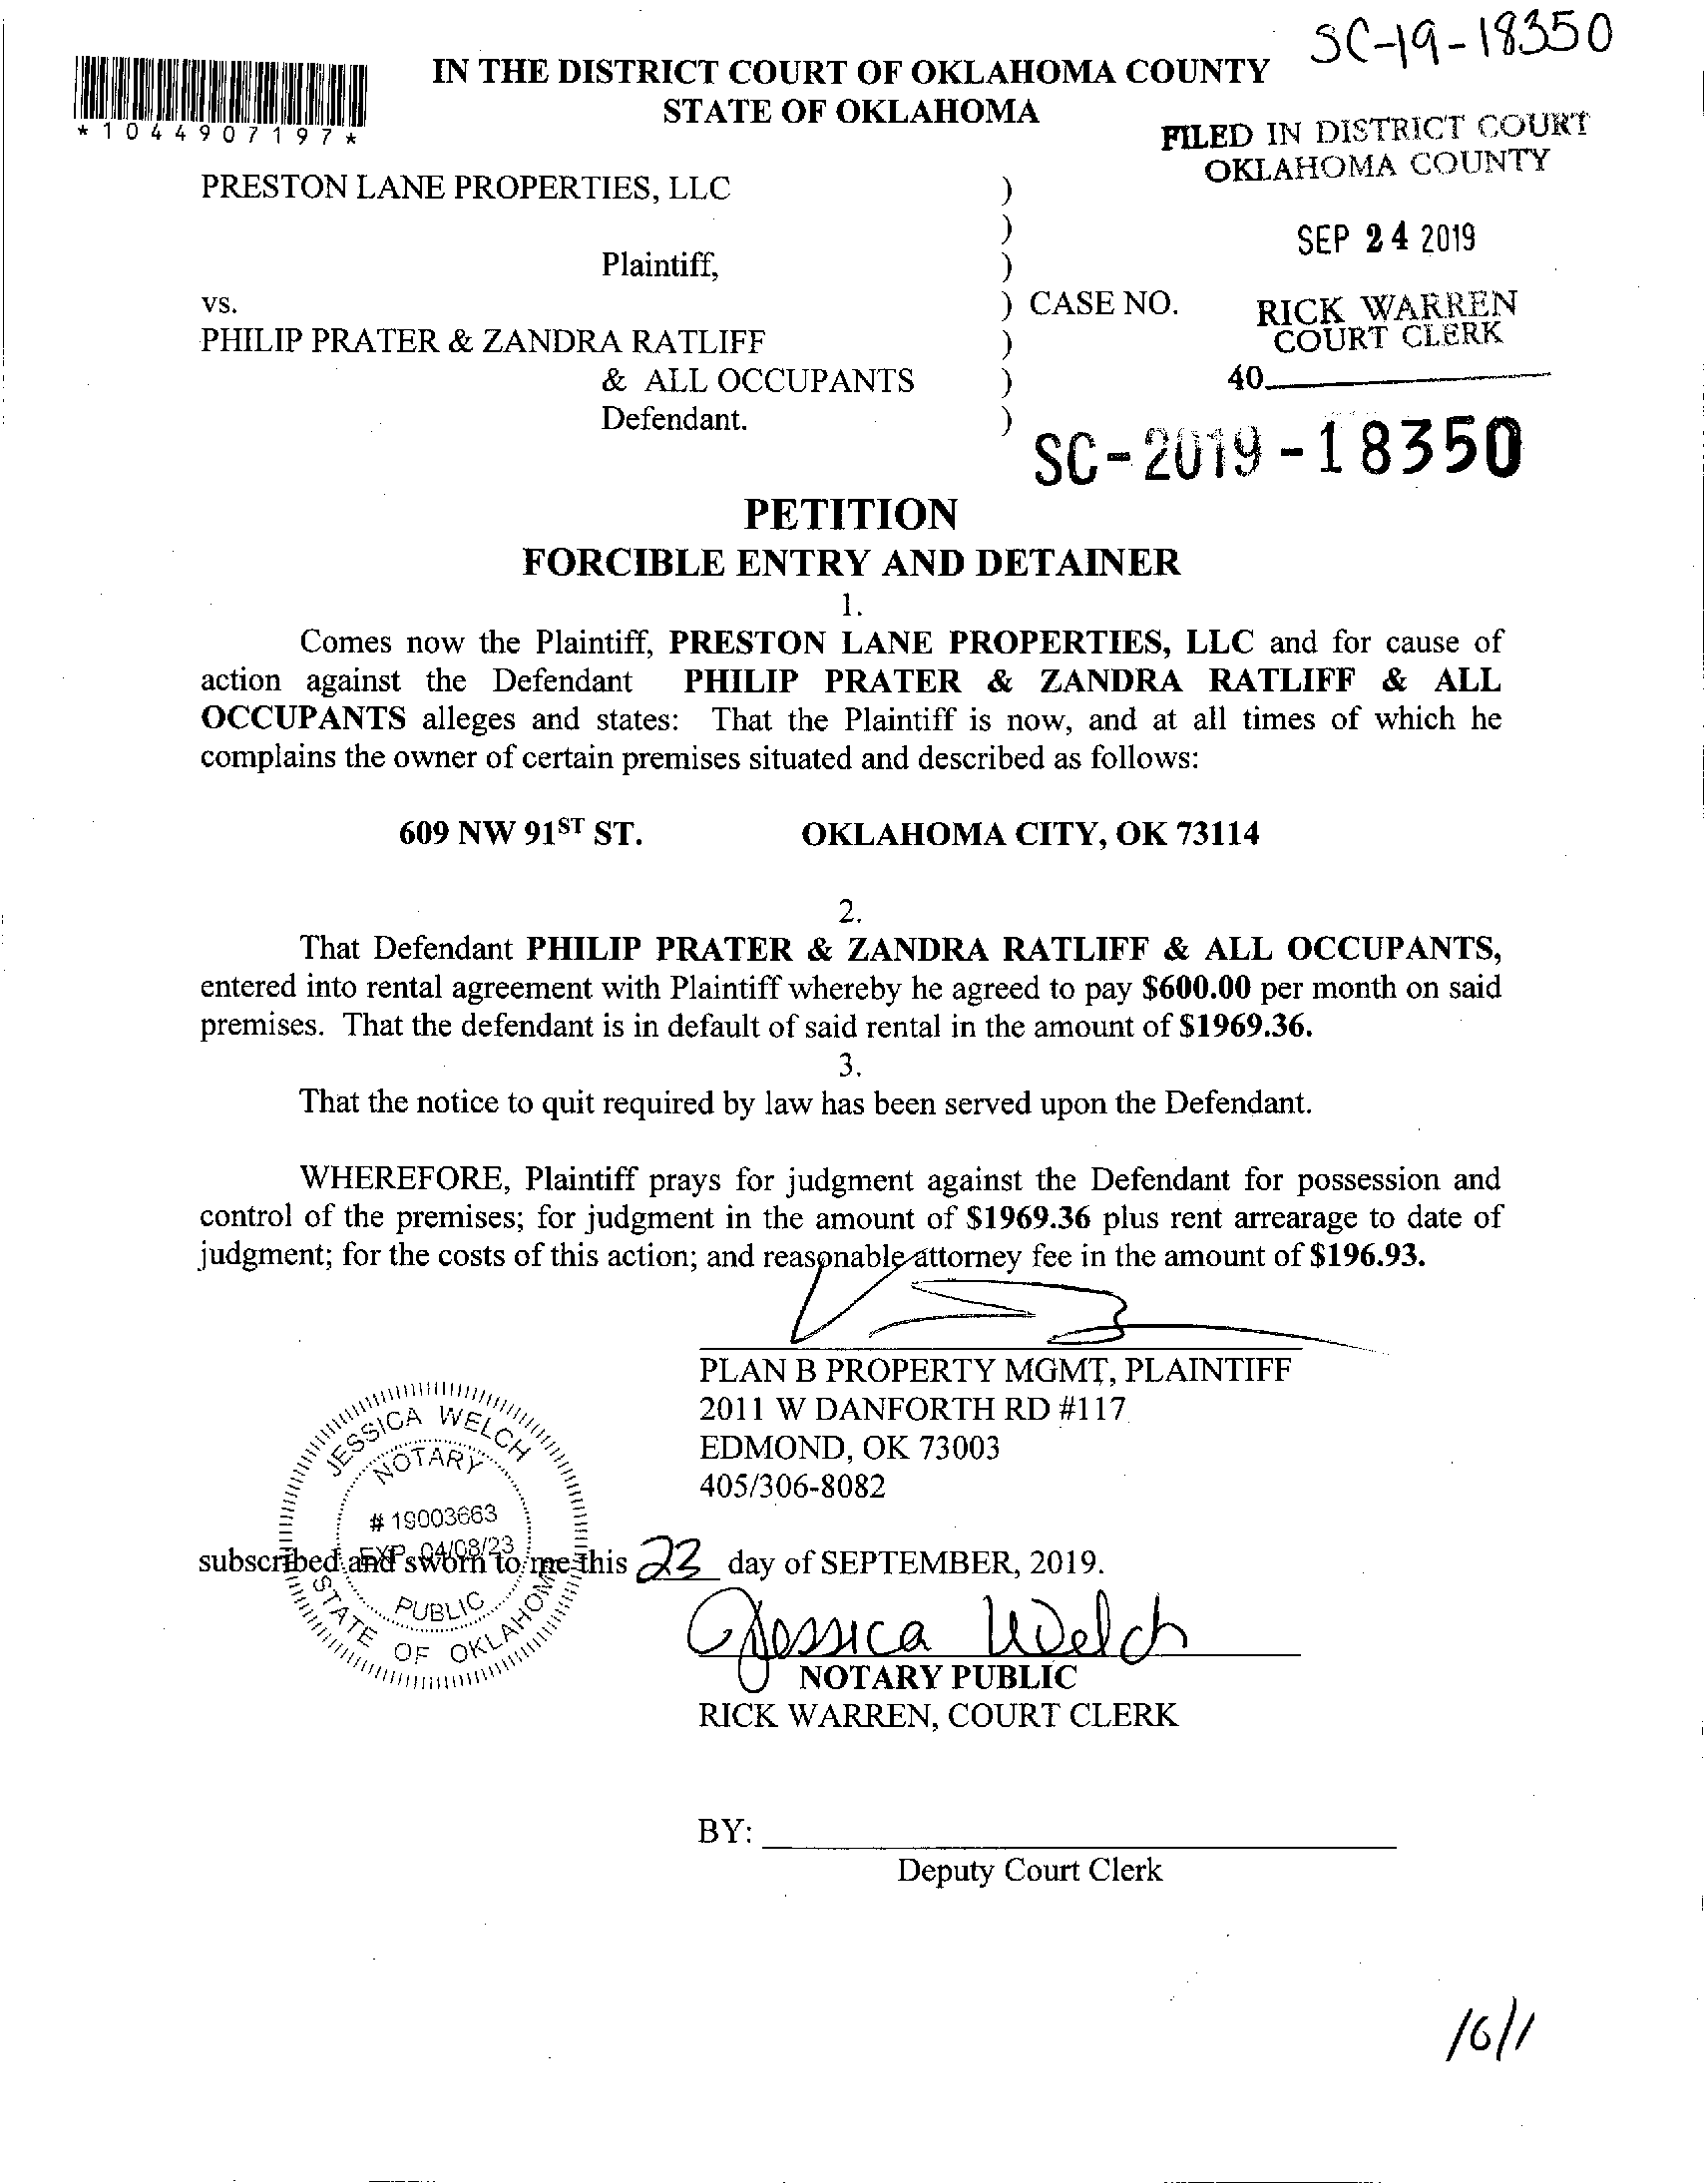 SC-19-18350
IN THE DISTRICT COURT OF OKLAHOMA COUNTY
STATE OF OKLAHOMA
*1044907197*
FILED IN DISTRICT COURT
OKLAHOMA COUNTY
PRESTON LANE PROPERTIES, LLC )
)
SEP 24 2019
Plaintiff, )
vs. ) CASE NO.
RICK WARREN
COURT CLERK
PHILIP PRATER & ZANDRA RATLIFF )
& ALL OCCUPANTS )
40
Defendant. )
SC-2019-18350
PETITION
FORCIBLE ENTRY AND DETAINER
1.
Comes now the Plaintiff, PRESTON LANE PROPERTIES, LLC and for cause of
action against the Defendant PHILIP PRATER & ZANDRA RATLIFF & ALL
OCCUPANTS alleges and states: That the Plaintiff is now, and at all times of which he
complains the owner of certain premises situated and described as follows:
609 NW 91ST ST. OKLAHOMA CITY, OK 73114
2.
That Defendant PHILIP PRATER & ZANDRA RATLIFF & ALL OCCUPANTS,
entered into rental agreement with Plaintiff whereby he agreed to pay $600.00 per month on said
premises. That the defendant is in default of said rental in the amount of $1969.36.
3.
That the notice to quit required by law has been served upon the Defendant.
WHEREFORE, Plaintiff prays for judgment against the Defendant for possession and
control of the premises; for judgment in the amount of $1969.36 plus rent arrearage to date of
judgment; for the costs of this action; and reasonable attorney fee in the amount of $196.93.
PLAN B PROPERTY MGMT, PLAINTIFF
2011 W DANFORTH RD #117
EDMOND, OK 73003
405/306-8082
JESSICA WELCH
NOTARY
# 19003663
EXP. 04/08/23
PUBLIC
STATE OF OKLAHOMA
subscribed and sworn to me this 23 day of SEPTEMBER, 2019.
Jessica Welch
NOTARY PUBLIC
RICK WARREN, COURT CLERK
BY:
Deputy Court Clerk
10/1